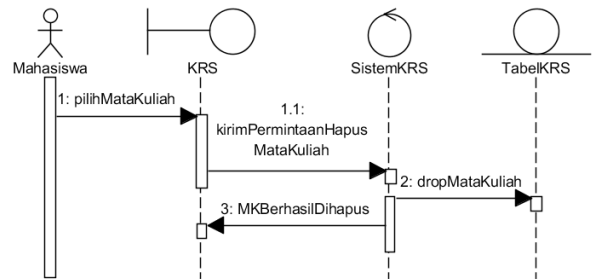 Mahasiswa
KRS
SistemKRS
TabelKRS
1: pilihMataKuliah
1.1:
kirimPermintaanHapus
MataKuliah
2: dropMataKuliah
3: MKBerhasilDihapus